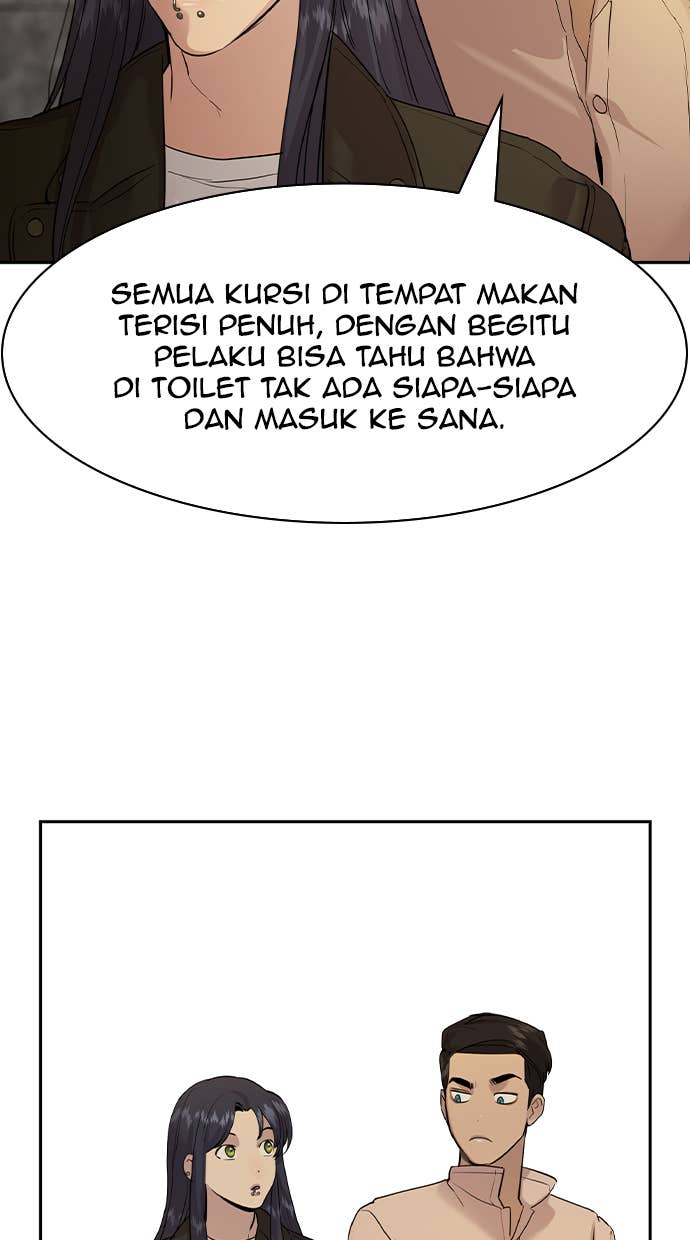 SEMUA KURSI DI TEMPAT MAKAN
TERISI PENUH, DENGAN BEGITU
PELAKU BISA TAHU BAHWA
DI TOILET TAK ADA SIAPA-SIAPA
DAN MASUK KE SANA.